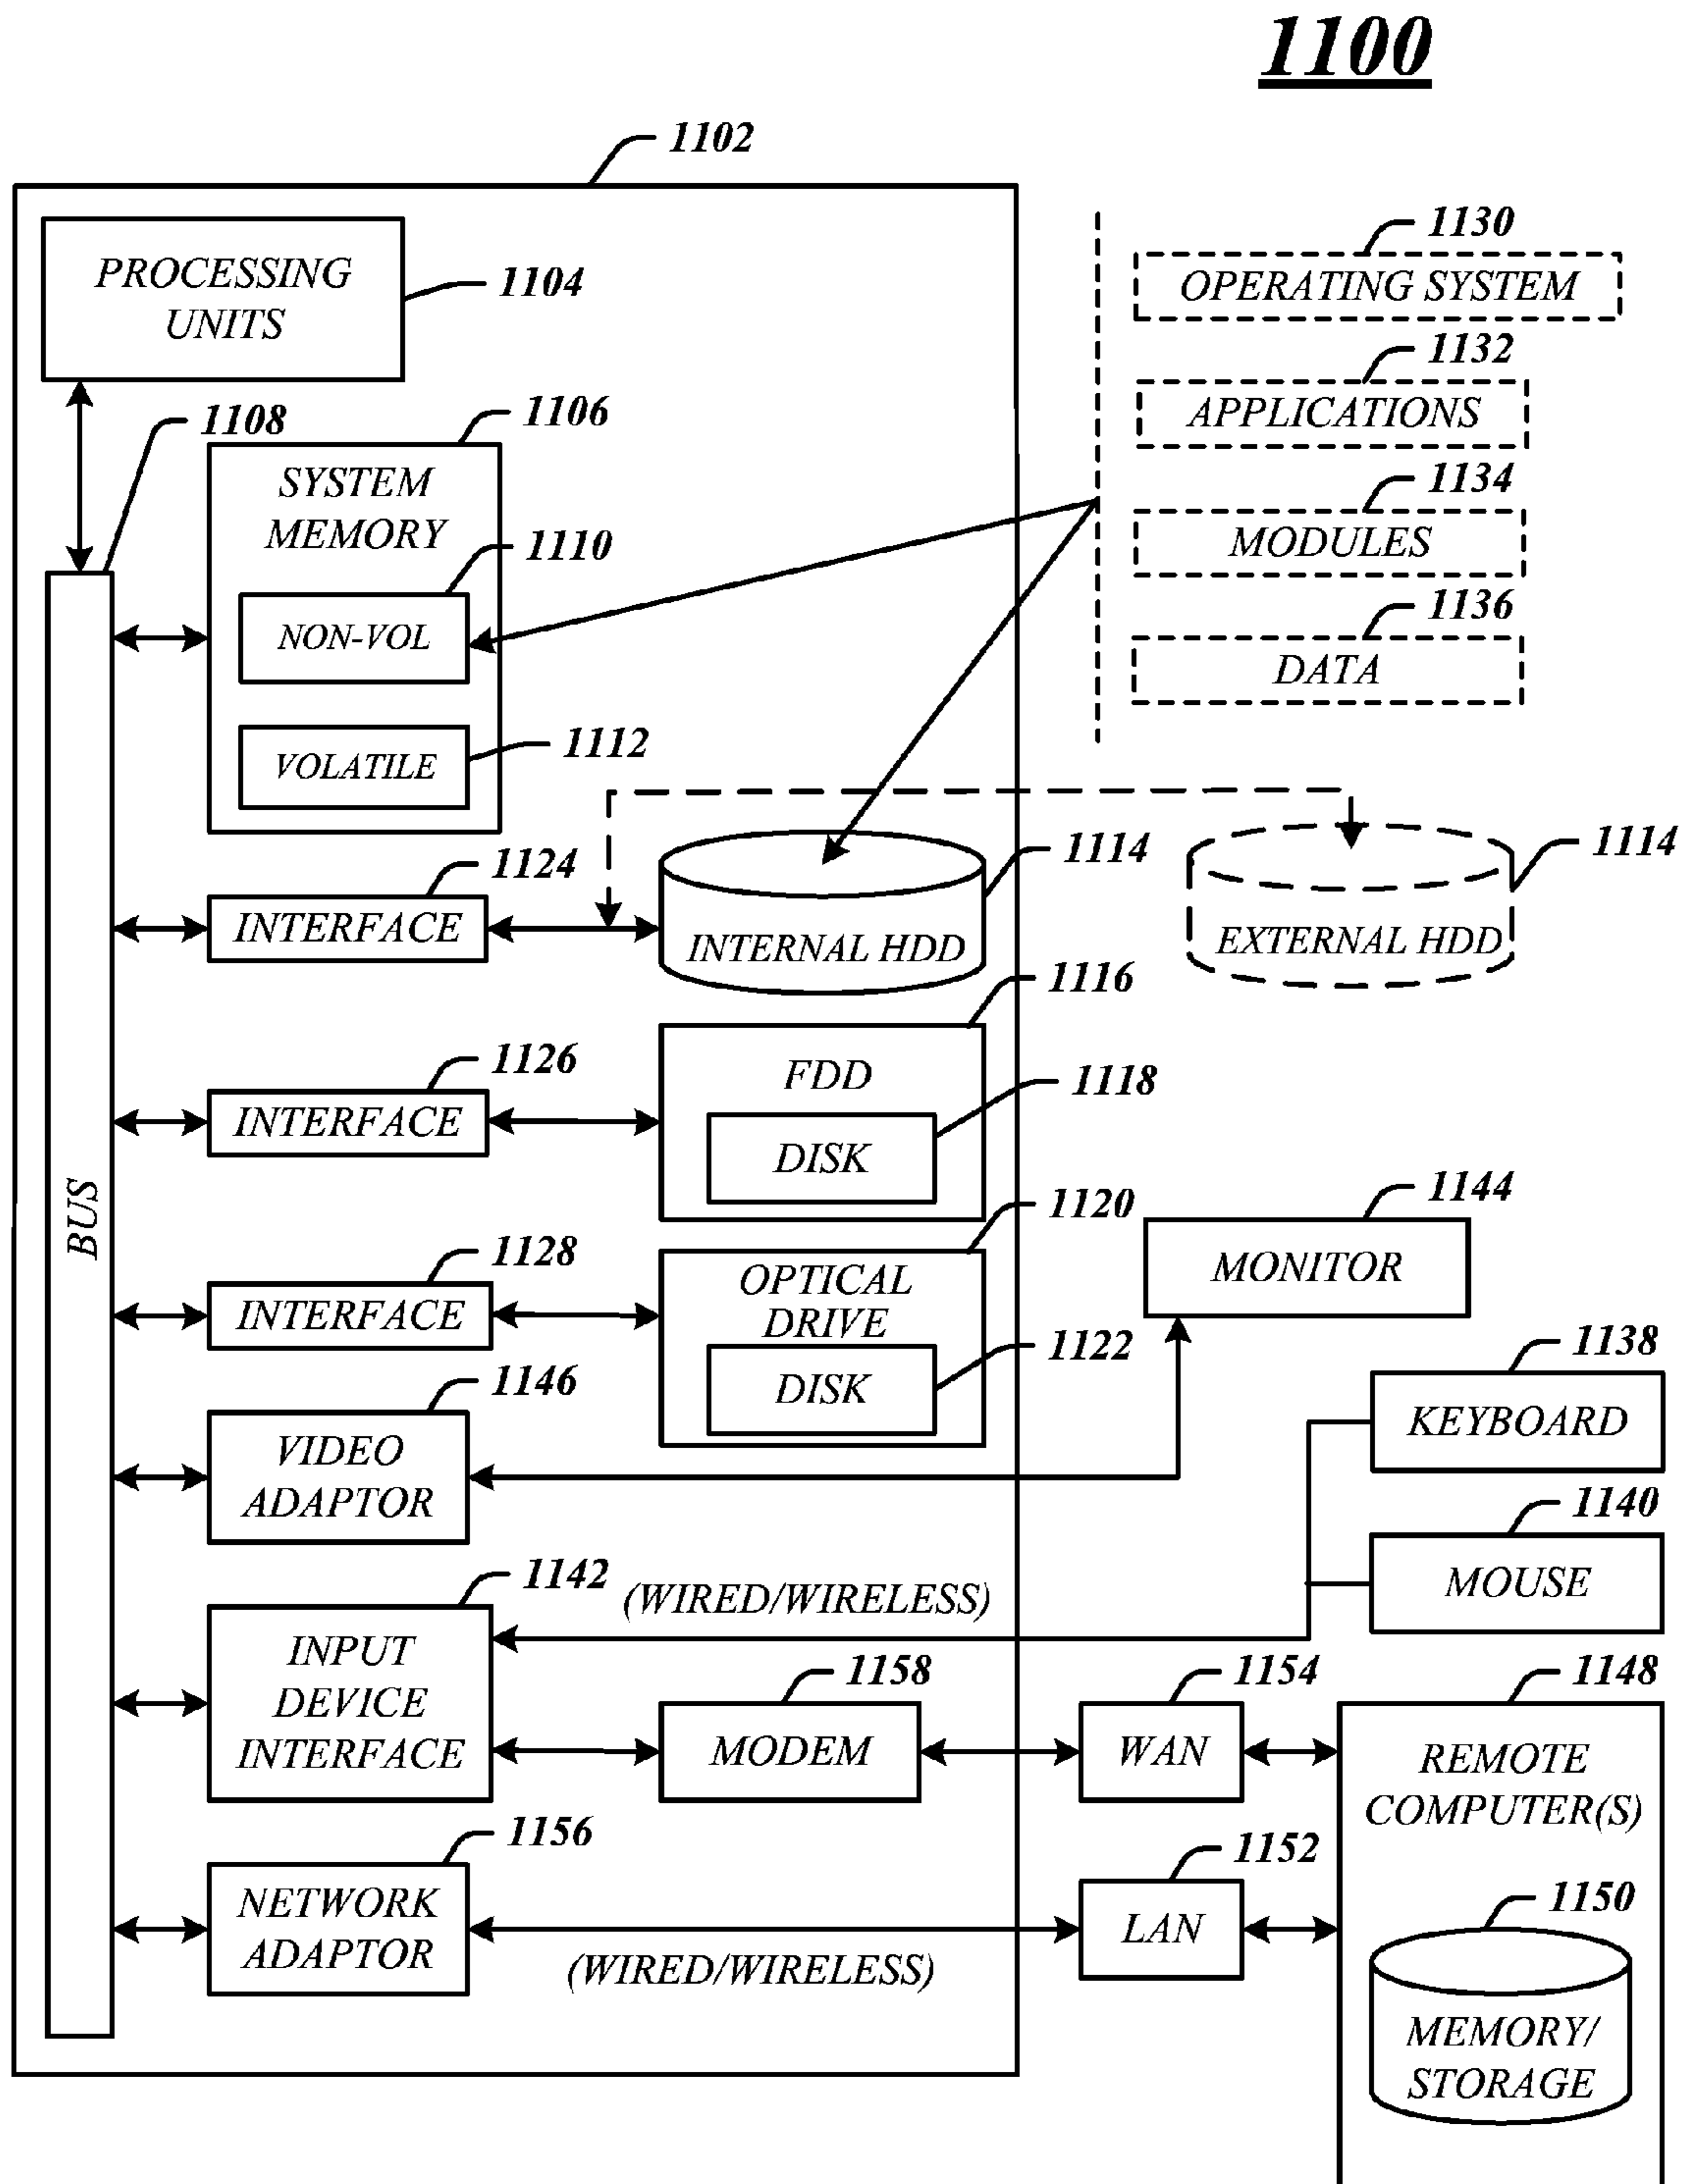 1100
1102
PROCESSING
UNITS
1104
1130
OPERATING SYSTEM
1132
APPLICATIONS
1134
MODULES
1136
DATA
1108
1106
SYSTEM
MEMORY
1110
NON-VOL
1112
VOLATILE
BUS
1124
INTERFACE
1114
INTERNAL HDD
1114
EXTERNAL HDD
1126
INTERFACE
1116
FDD
1118
DISK
1128
INTERFACE
1120
OPTICAL
DRIVE
1122
DISK
1144
MONITOR
1146
VIDEO
ADAPTOR
1138
KEYBOARD
1140
MOUSE
1142
INPUT
DEVICE
INTERFACE
(WIRED/WIRELESS)
1158
MODEM
1154
WAN
1148
REMOTE
COMPUTER(S)
1156
NETWORK
ADAPTOR
(WIRED/WIRELESS)
1152
LAN
1150
MEMORY/
STORAGE